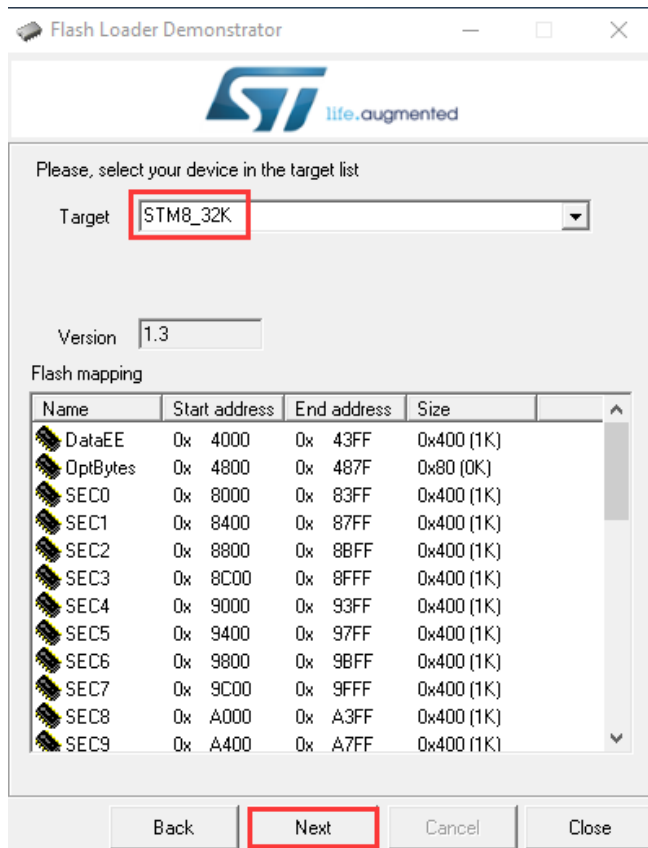 Flash Loader Demonstrator
ST life.augmented
Please, select your device in the target list
Target STM8_32K
Version 1.3
Flash mapping
Name Start address End address Size
DataEE 0x 4000 0x 43FF 0x400 (1K)
OptBytes 0x 4800 0x 487F 0x80 (0K)
SEC0 0x 8000 0x 83FF 0x400 (1K)
SEC1 0x 8400 0x 87FF 0x400 (1K)
SEC2 0x 8800 0x 8BFF 0x400 (1K)
SEC3 0x 8C00 0x 8FFF 0x400 (1K)
SEC4 0x 9000 0x 93FF 0x400 (1K)
SEC5 0x 9400 0x 97FF 0x400 (1K)
SEC6 0x 9800 0x 9BFF 0x400 (1K)
SEC7 0x 9C00 0x 9FFF 0x400 (1K)
SEC8 0x A000 0x A3FF 0x400 (1K)
SEC9 0x A400 0x A7FF 0x400 (1K)
Back Next Cancel Close